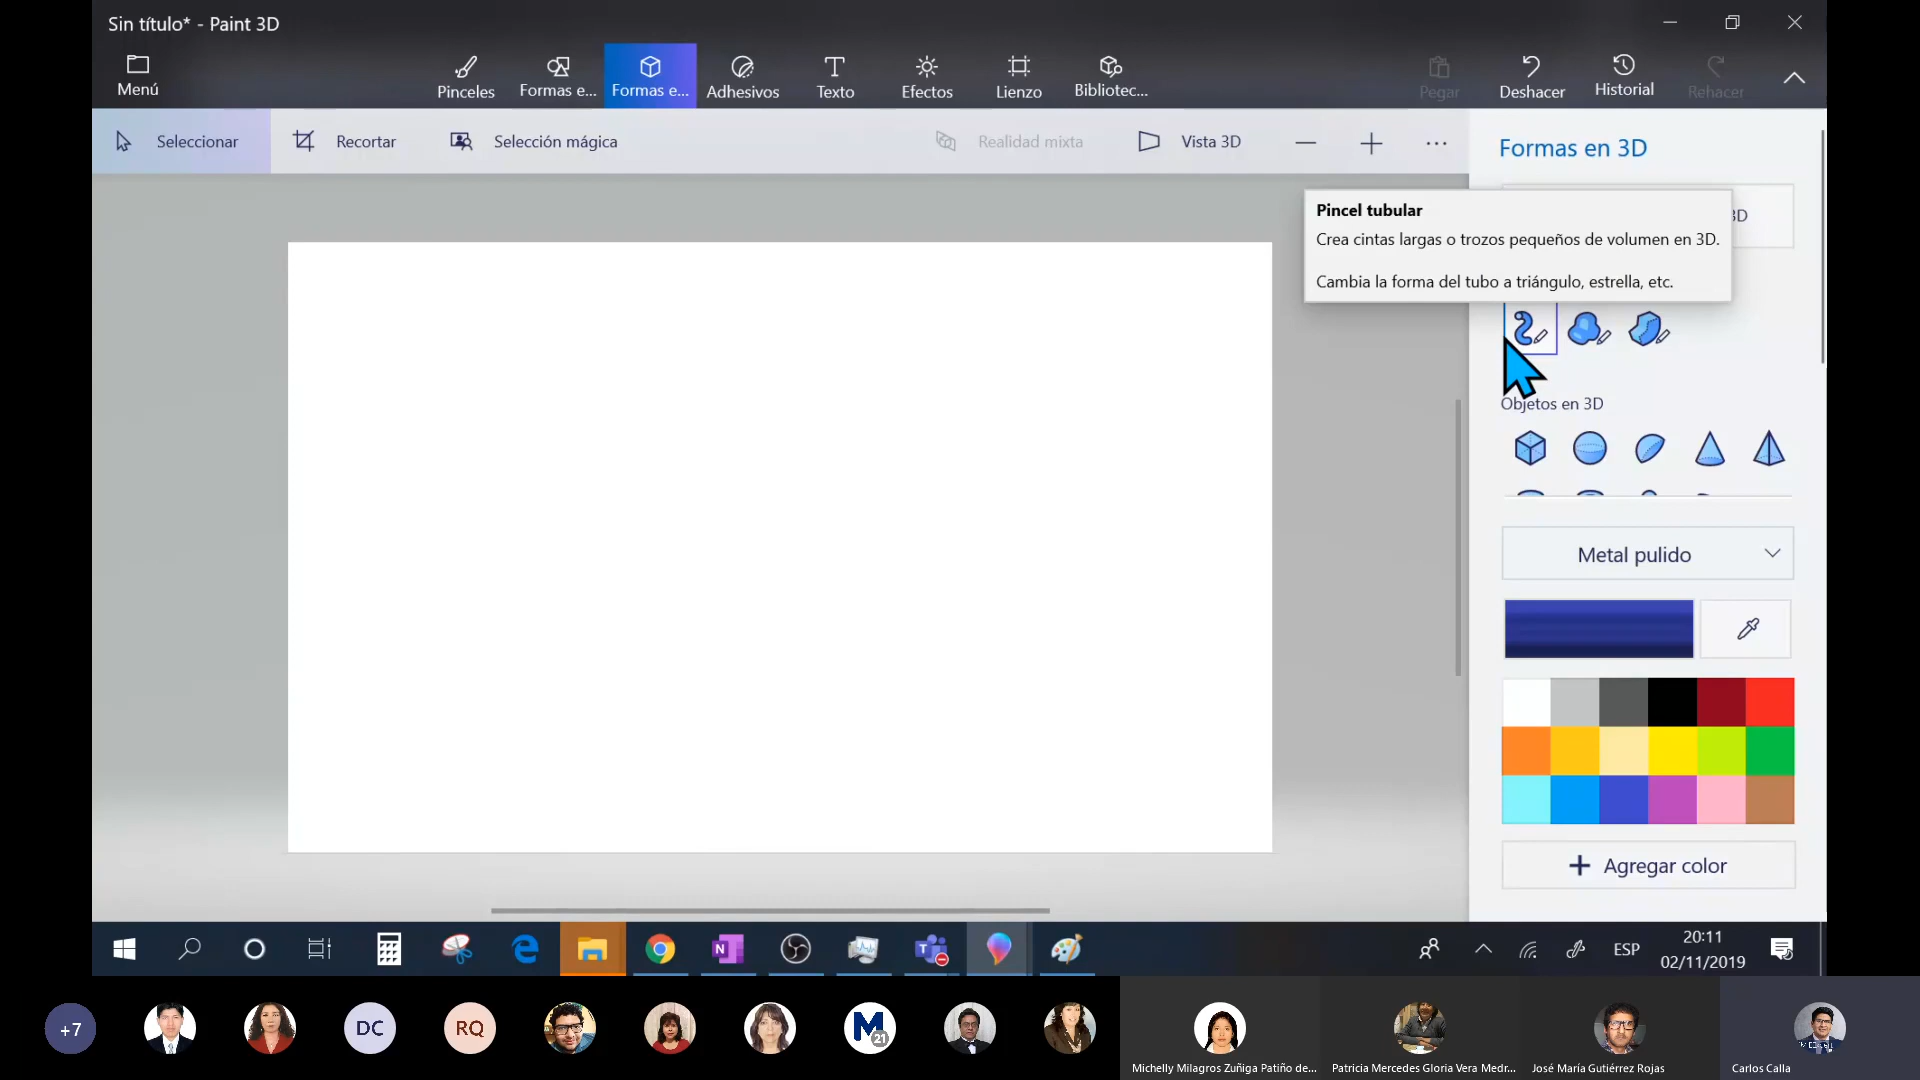 Sin título* - Paint 3D
Menú
Pinceles
Formas e...
Formas e...
Adhesivos
Texto
Efectos
Lienzo
Bibliotec...
Pegar
Deshacer
Historial
Rehacer
Seleccionar
Recortar
Selección mágica
Realidad mixta
Vista 3D
Formas en 3D
3D
Pincel tubular
Crea cintas largas o trozos pequeños de volumen en 3D.
Cambia la forma del tubo a triángulo, estrella, etc.
Objetos en 3D
Metal pulido
Agregar color
ESP
20:11
02/11/2019
+7
DC
RQ
M
21
Michelly Milagros Zuñiga Patiño de...
Patricia Mercedes Gloria Vera Medr...
José María Gutiérrez Rojas
Carlos Calla